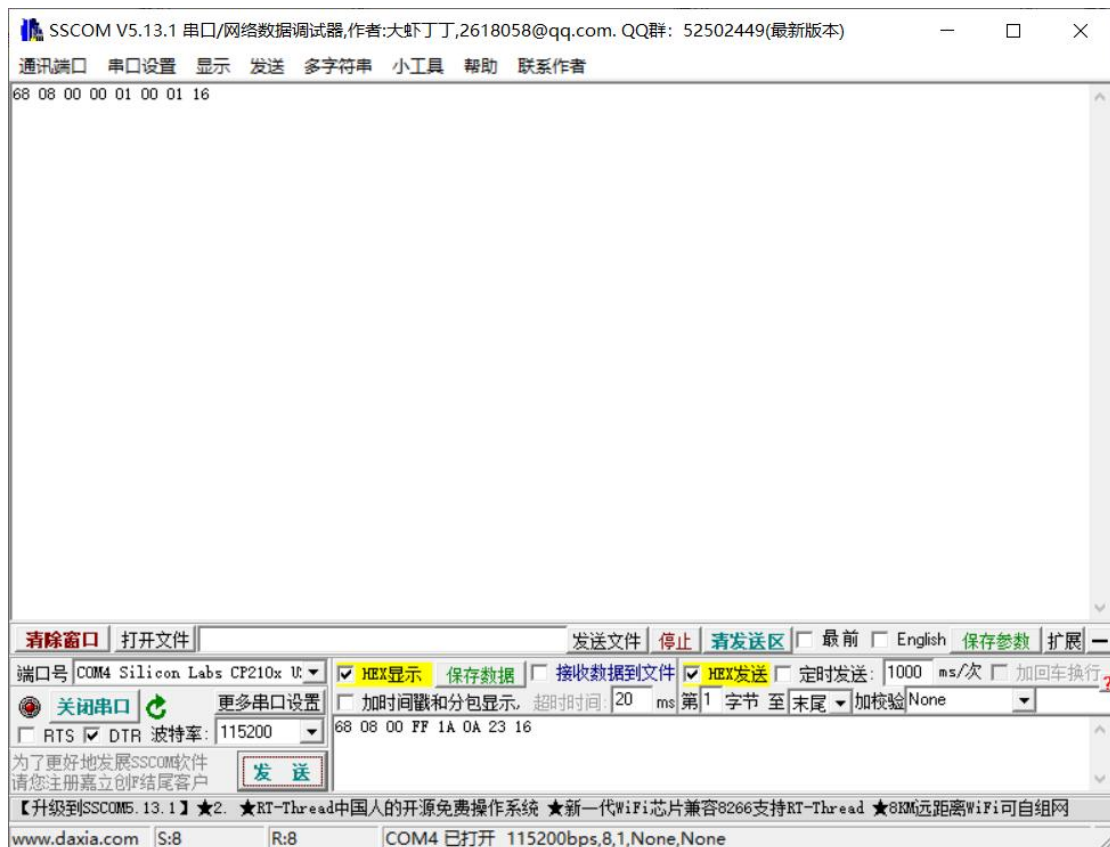 SSCOM V5.13.1 串口/网络数据调试器,作者:大虾丁丁,2618058@qq.com. QQ群: 52502449(最新版本)
通讯端口 串口设置 显示 发送 多字符串 小工具 帮助 联系作者
68 08 00 00 01 00 01 16
清除窗口 打开文件 发送文件 停止 清发送区 最前 English 保存参数 扩展
端口号 COM4 Silicon Labs CP210x HEX显示 保存数据 接收数据到文件 HEX发送 定时发送: 1000 ms/次 加回车换行
关闭串口 更多串口设置 加时间戳和分包显示, 超时时间: 20 ms 第 1 字节 至 末尾 加校验 None
RTS DTR 波特率: 115200 68 08 00 FF 1A 0A 23 16
为了更好地发展SSCOM软件
请您注册嘉立创F结尾客户
发 送
【升级到SSCOM5.13.1】★2. ★RT-Thread中国人的开源免费操作系统 ★新一代WiFi芯片兼容8266支持RT-Thread ★8KM远距离WiFi可自组网
www.daxia.com S:8 R:8 COM4 已打开 115200bps,8,1,None,None